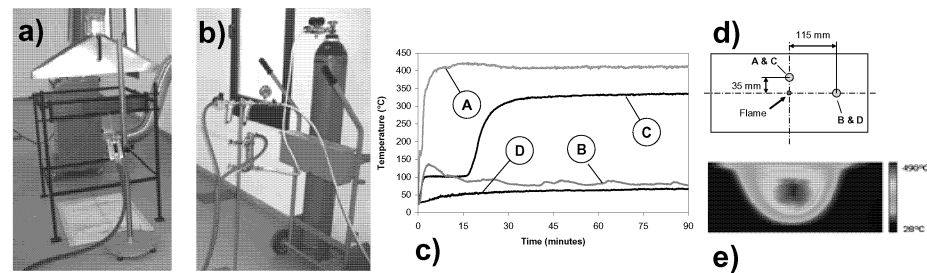 a)
b)
c)
Temperature (°C)
450
400
350
300
250
200
150
100
50
0
0
15
30
45
60
75
90
Time (minutes)
A
B
C
D
d)
115 mm
A & C
35 mm
Flame
B & D
e)
490°C
28°C